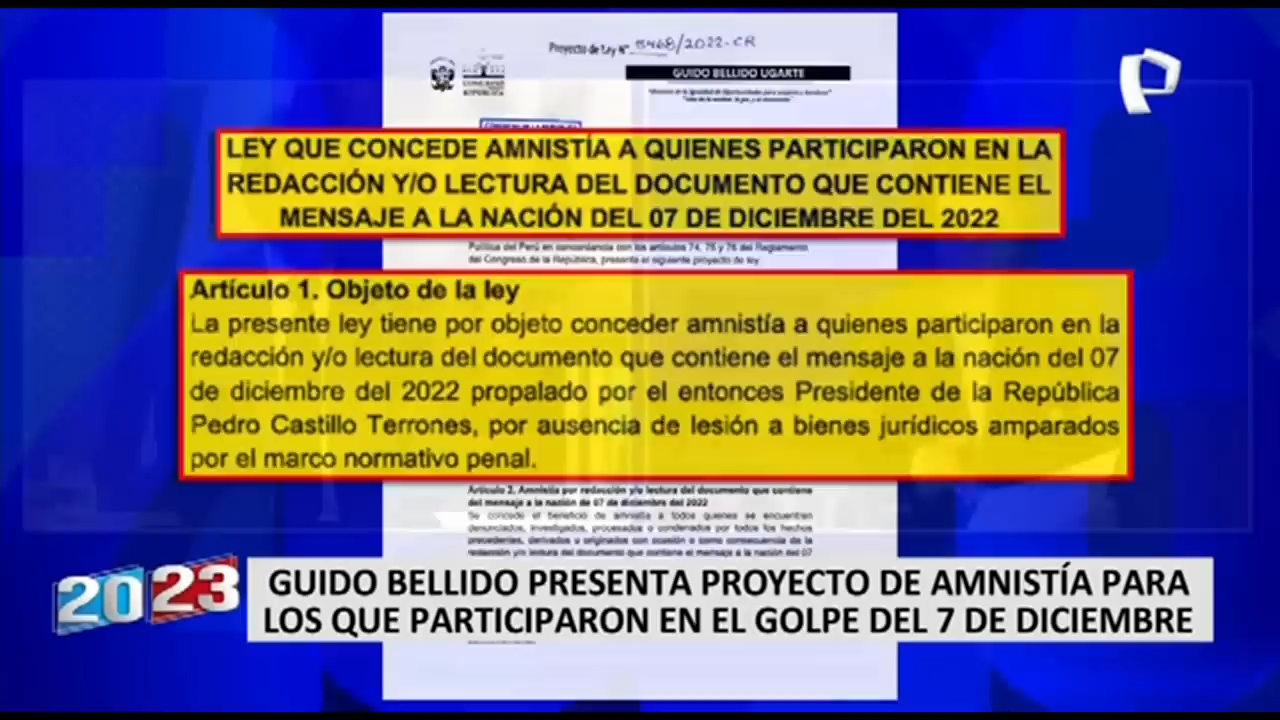 Proyecto de Ley N° 5468/2022-CR
GUIDO BELLIDO UGARTE
CONGRESO
REPÚBLICA
LEY QUE CONCEDE AMNISTÍA A QUIENES PARTICIPARON EN LA
REDACCIÓN Y/O LECTURA DEL DOCUMENTO QUE CONTIENE EL
MENSAJE A LA NACIÓN DEL 07 DE DICIEMBRE DEL 2022
Política del Perú en concordancia con los artículos 74, 75 y 76 del Reglamento
del Congreso de la República, presenta el siguiente proyecto de ley
Artículo 1. Objeto de la ley
La presente ley tiene por objeto conceder amnistía a quienes participaron en la
redacción y/o lectura del documento que contiene el mensaje a la nación del 07
de diciembre del 2022 propalado por el entonces Presidente de la República
Pedro Castillo Terrones, por ausencia de lesión a bienes jurídicos amparados
por el marco normativo penal.
Artículo 2. Amnistía por redacción y/o lectura del documento que contiene
del mensaje a la nación de 07 de diciembre del 2022
Se concede el beneficio de amnistía a todos quienes se encuentran
denunciados, investigados, procesados o condenados por todos los hechos
precedentes, derivados u originados con ocasión o como consecuencia de la
redacción y/o lectura del documento que contiene el mensaje a la nación del 07
2023
GUIDO BELLIDO PRESENTA PROYECTO DE AMNISTÍA PARA
LOS QUE PARTICIPARON EN EL GOLPE DEL 7 DE DICIEMBRE